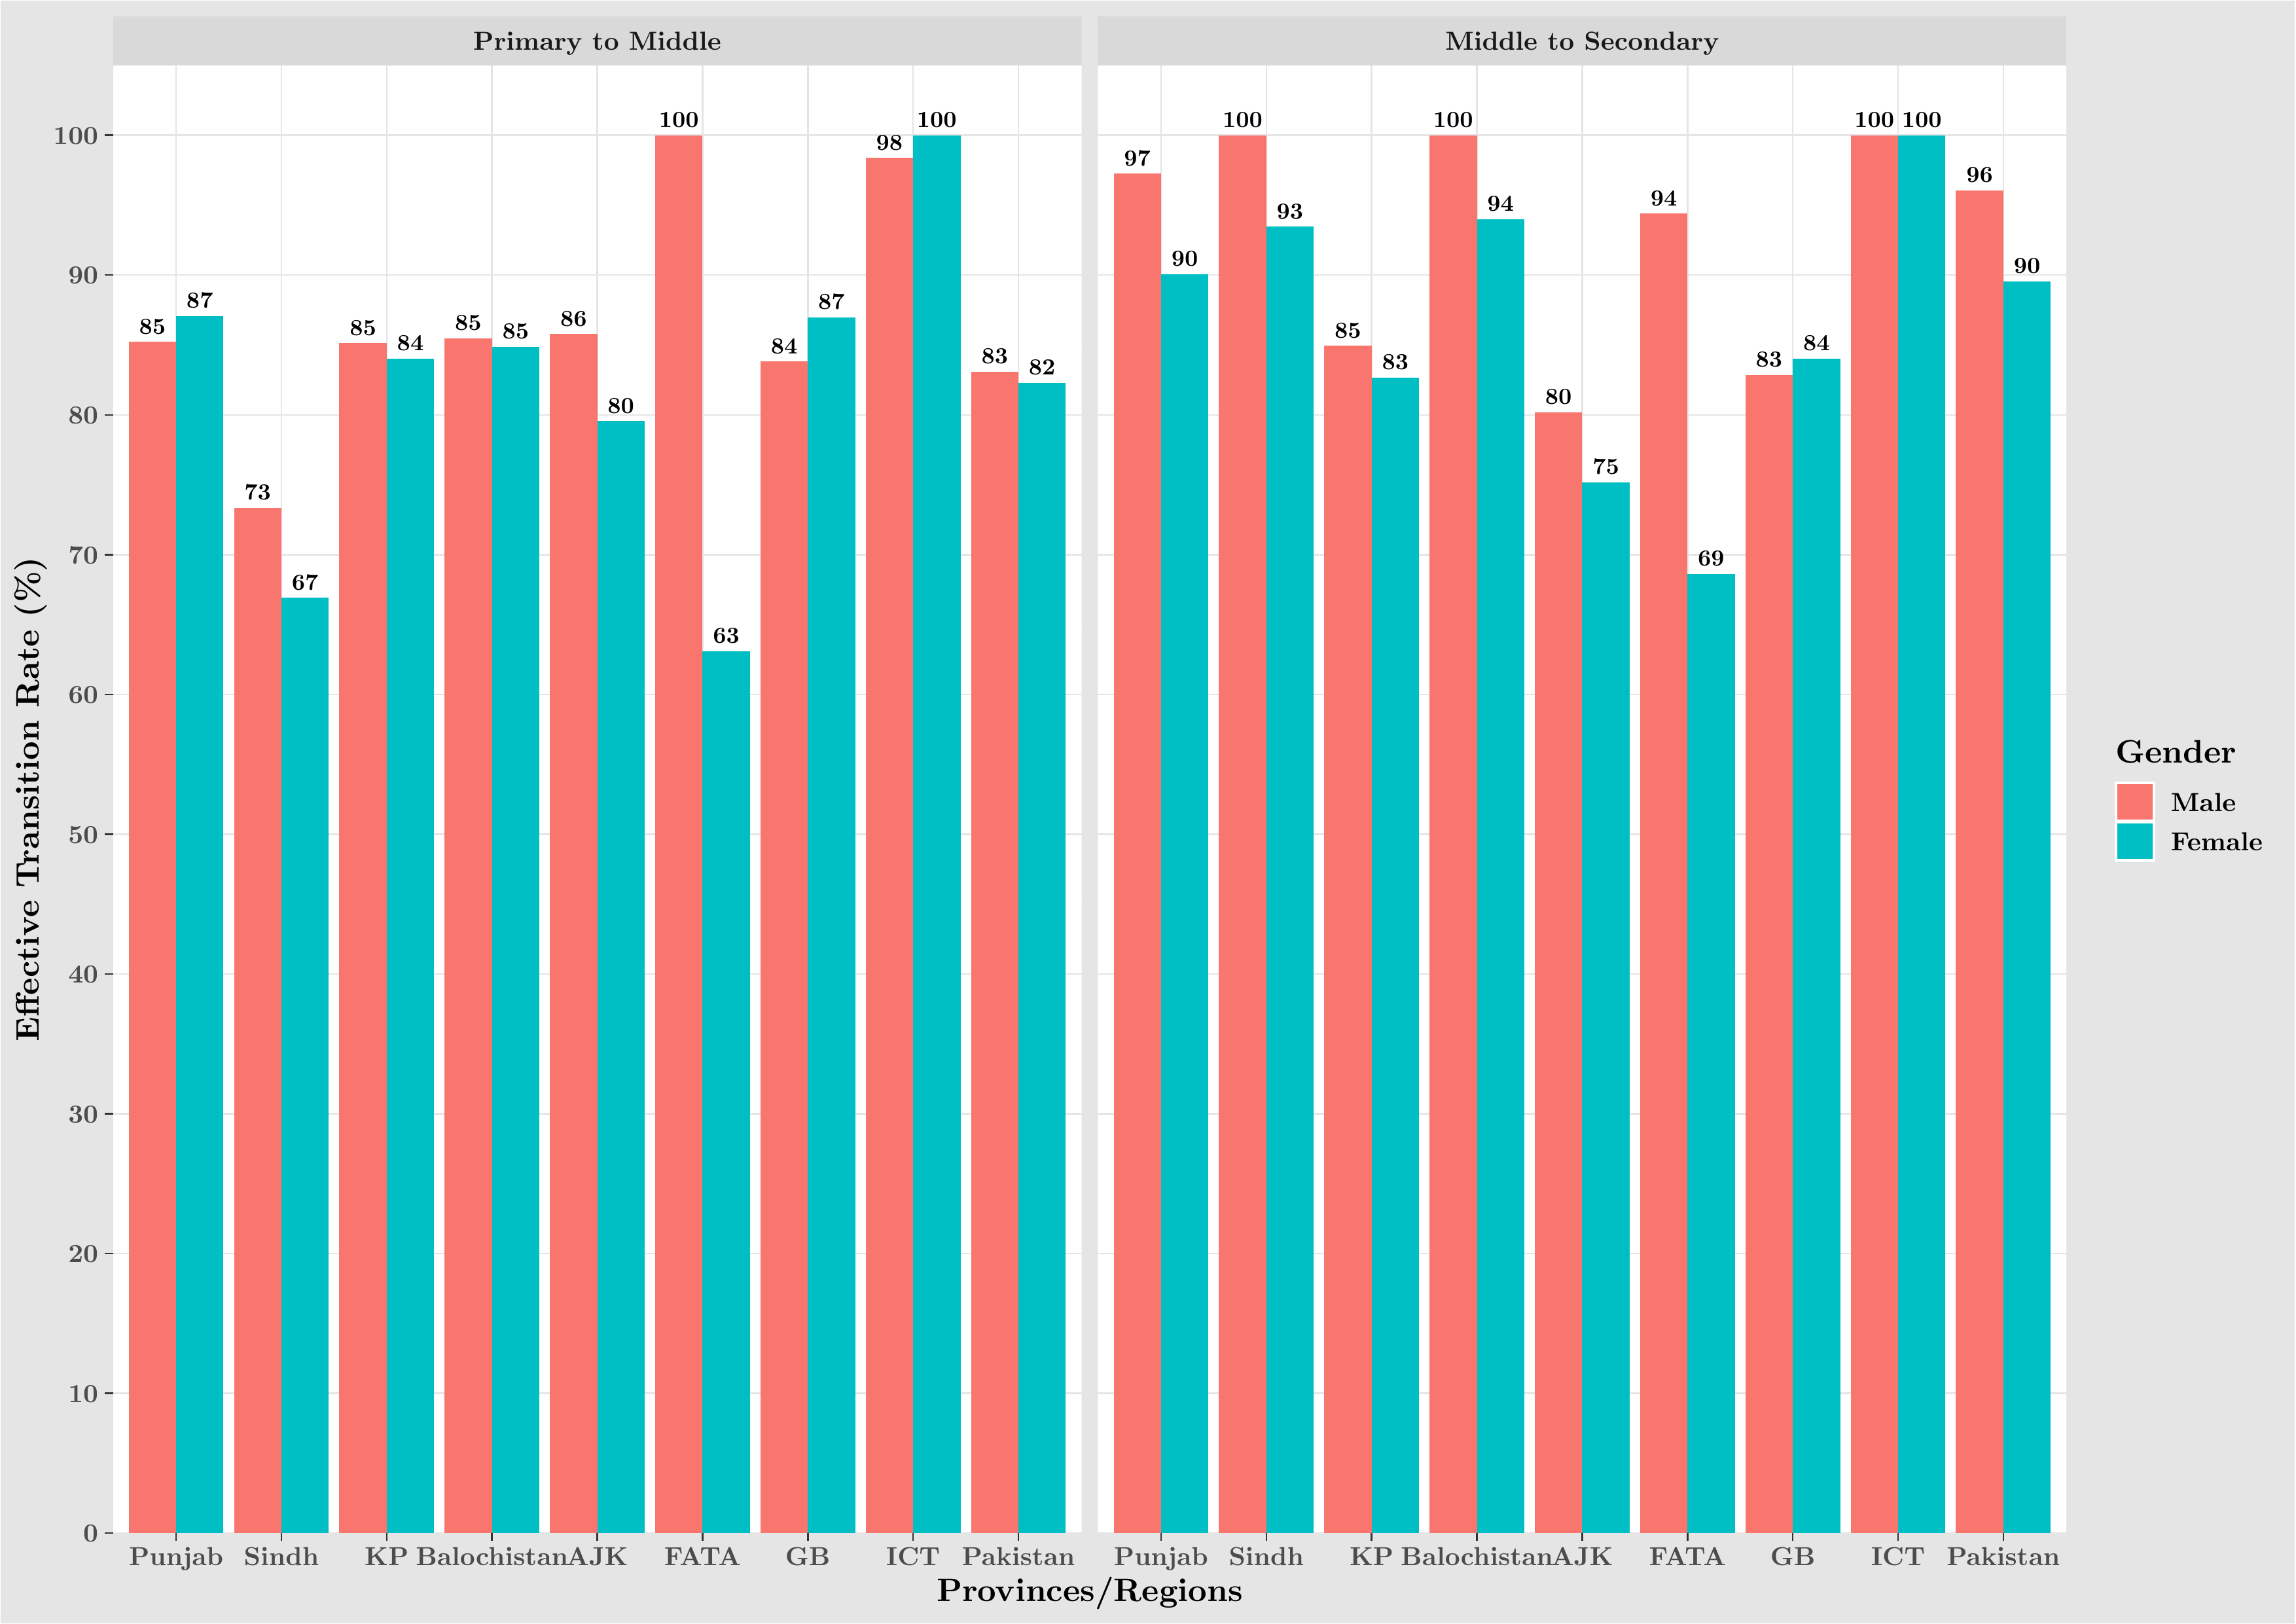 Primary to Middle
Middle to Secondary
Effective Transition Rate (%)
100
90
80
70
60
50
40
30
20
10
0
85 87 73 67 85 84 85 85 86 80 100 63 84 87 98 100 83 82
97 90 100 93 85 83 100 94 80 75 94 69 83 84 100 100 96 90
Punjab Sindh KP Balochistan AJK FATA GB ICT Pakistan
Punjab Sindh KP Balochistan AJK FATA GB ICT Pakistan
Provinces/Regions
Gender
Male
Female